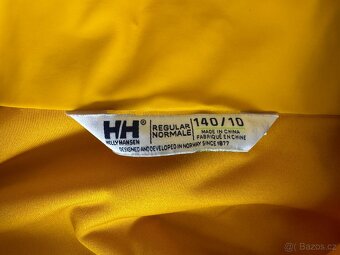 HH®
HELLY HANSEN
REGULAR
NORMALE
140/10
MADE IN CHINA
FABRIQUÉ EN CHINE
DESIGNED AND DEVELOPED IN NORWAY SINCE 1877
© Sbazar.cz